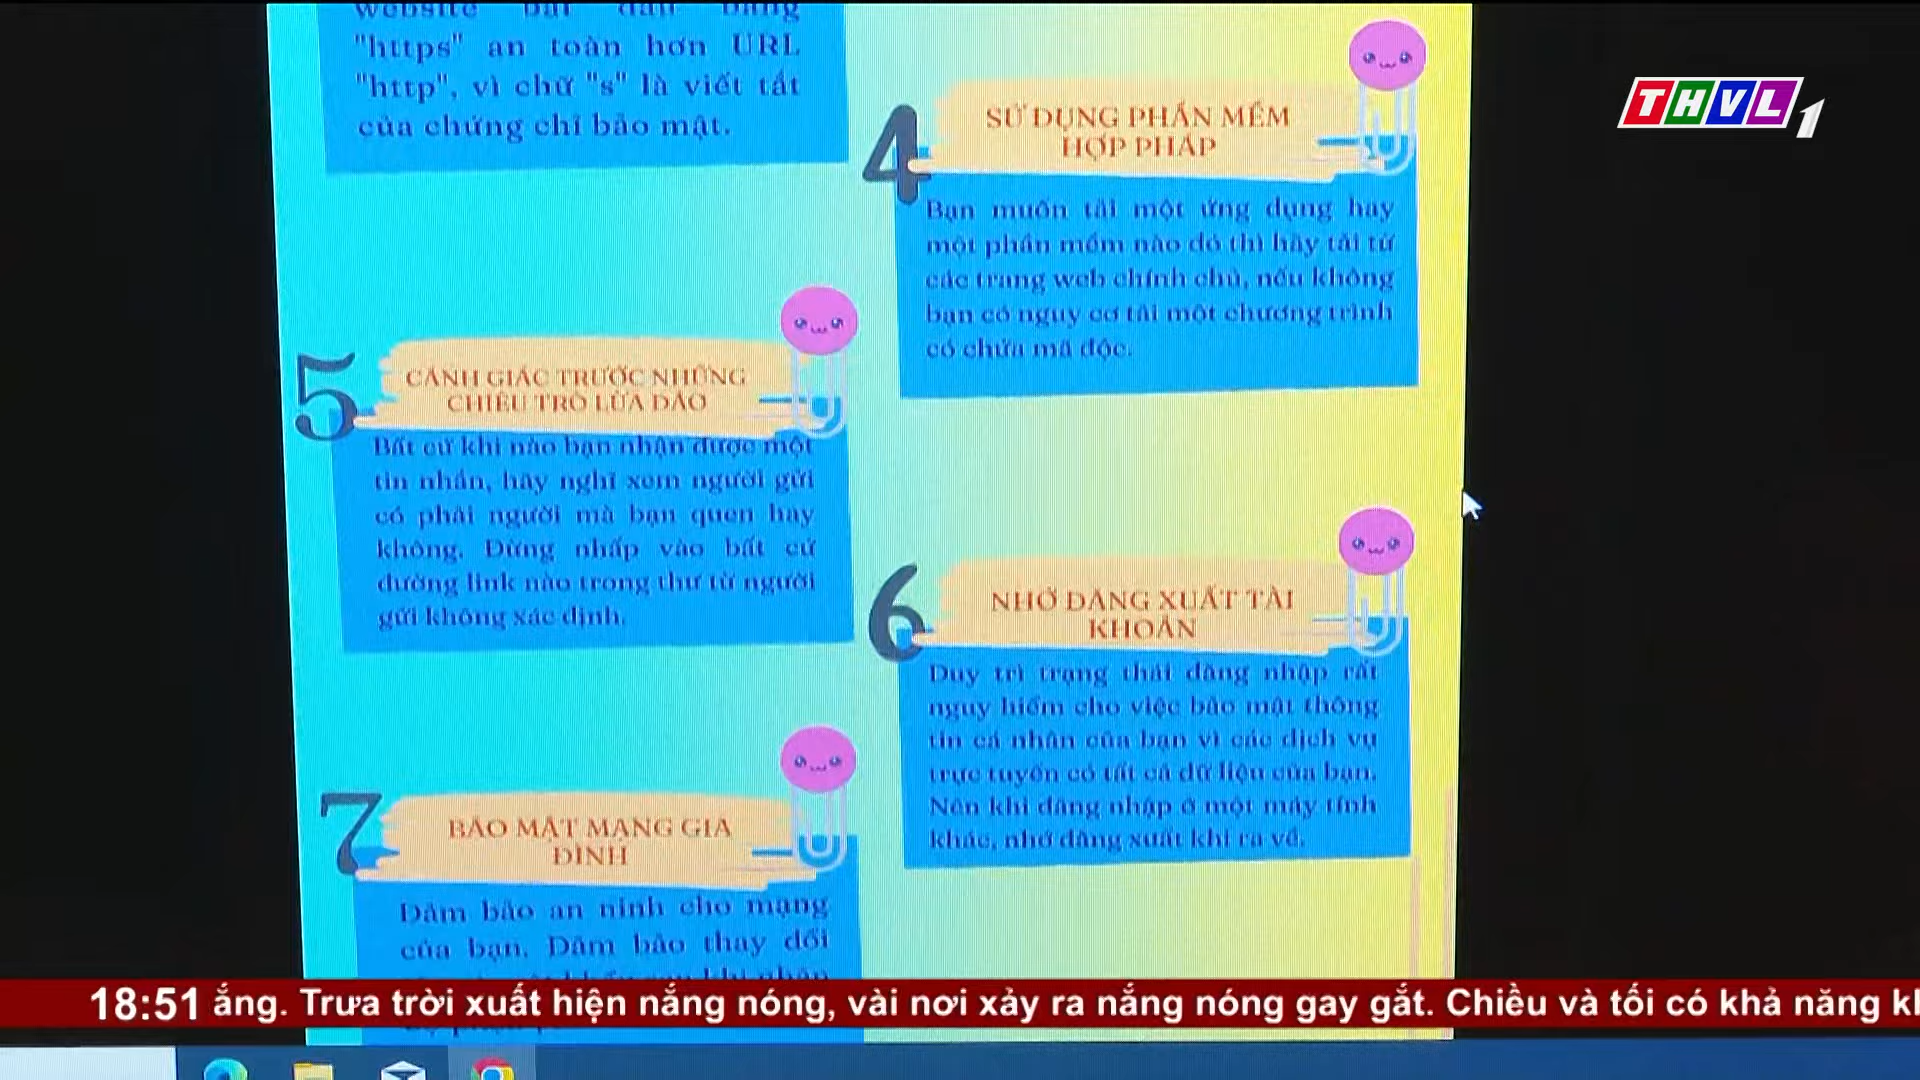 website bắt đầu bằng
"https" an toàn hơn URL
"http", vì chữ "s" là viết tắt
của chứng chỉ bảo mật.
THVL 1
4
SỬ DỤNG PHẦN MỀM
HỢP PHÁP
Bạn muốn tải một ứng dụng hay
một phần mềm nào đó thì hãy tải từ
các trang web chính chủ, nếu không
bạn có nguy cơ tải một chương trình
có chứa mã độc.
5
CẢNH GIÁC TRƯỚC NHỮNG
CHIÊU TRÒ LỪA ĐẢO
Bất cứ khi nào bạn nhận được một
tin nhắn, hãy nghĩ xem người gửi
có phải người mà bạn quen hay
không. Đừng nhấp vào bất cứ
đường link nào trong thư từ người
gửi không xác định.
6
NHỚ ĐĂNG XUẤT TÀI
KHOẢN
Duy trì trạng thái đăng nhập rất
nguy hiểm cho việc bảo mật thông
tin cá nhân của bạn vì các dịch vụ
trực tuyến có tất cả dữ liệu của bạn.
Nên khi đăng nhập ở một máy tính
khác, nhớ đăng xuất khi ra về.
7
BẢO MẬT MẠNG GIA
ĐÌNH
Đảm bảo an ninh cho mạng
của bạn. Đảm bảo thay đổi
18:51 ắng. Trưa trời xuất hiện nắng nóng, vài nơi xảy ra nắng nóng gay gắt. Chiều và tối có khả năng